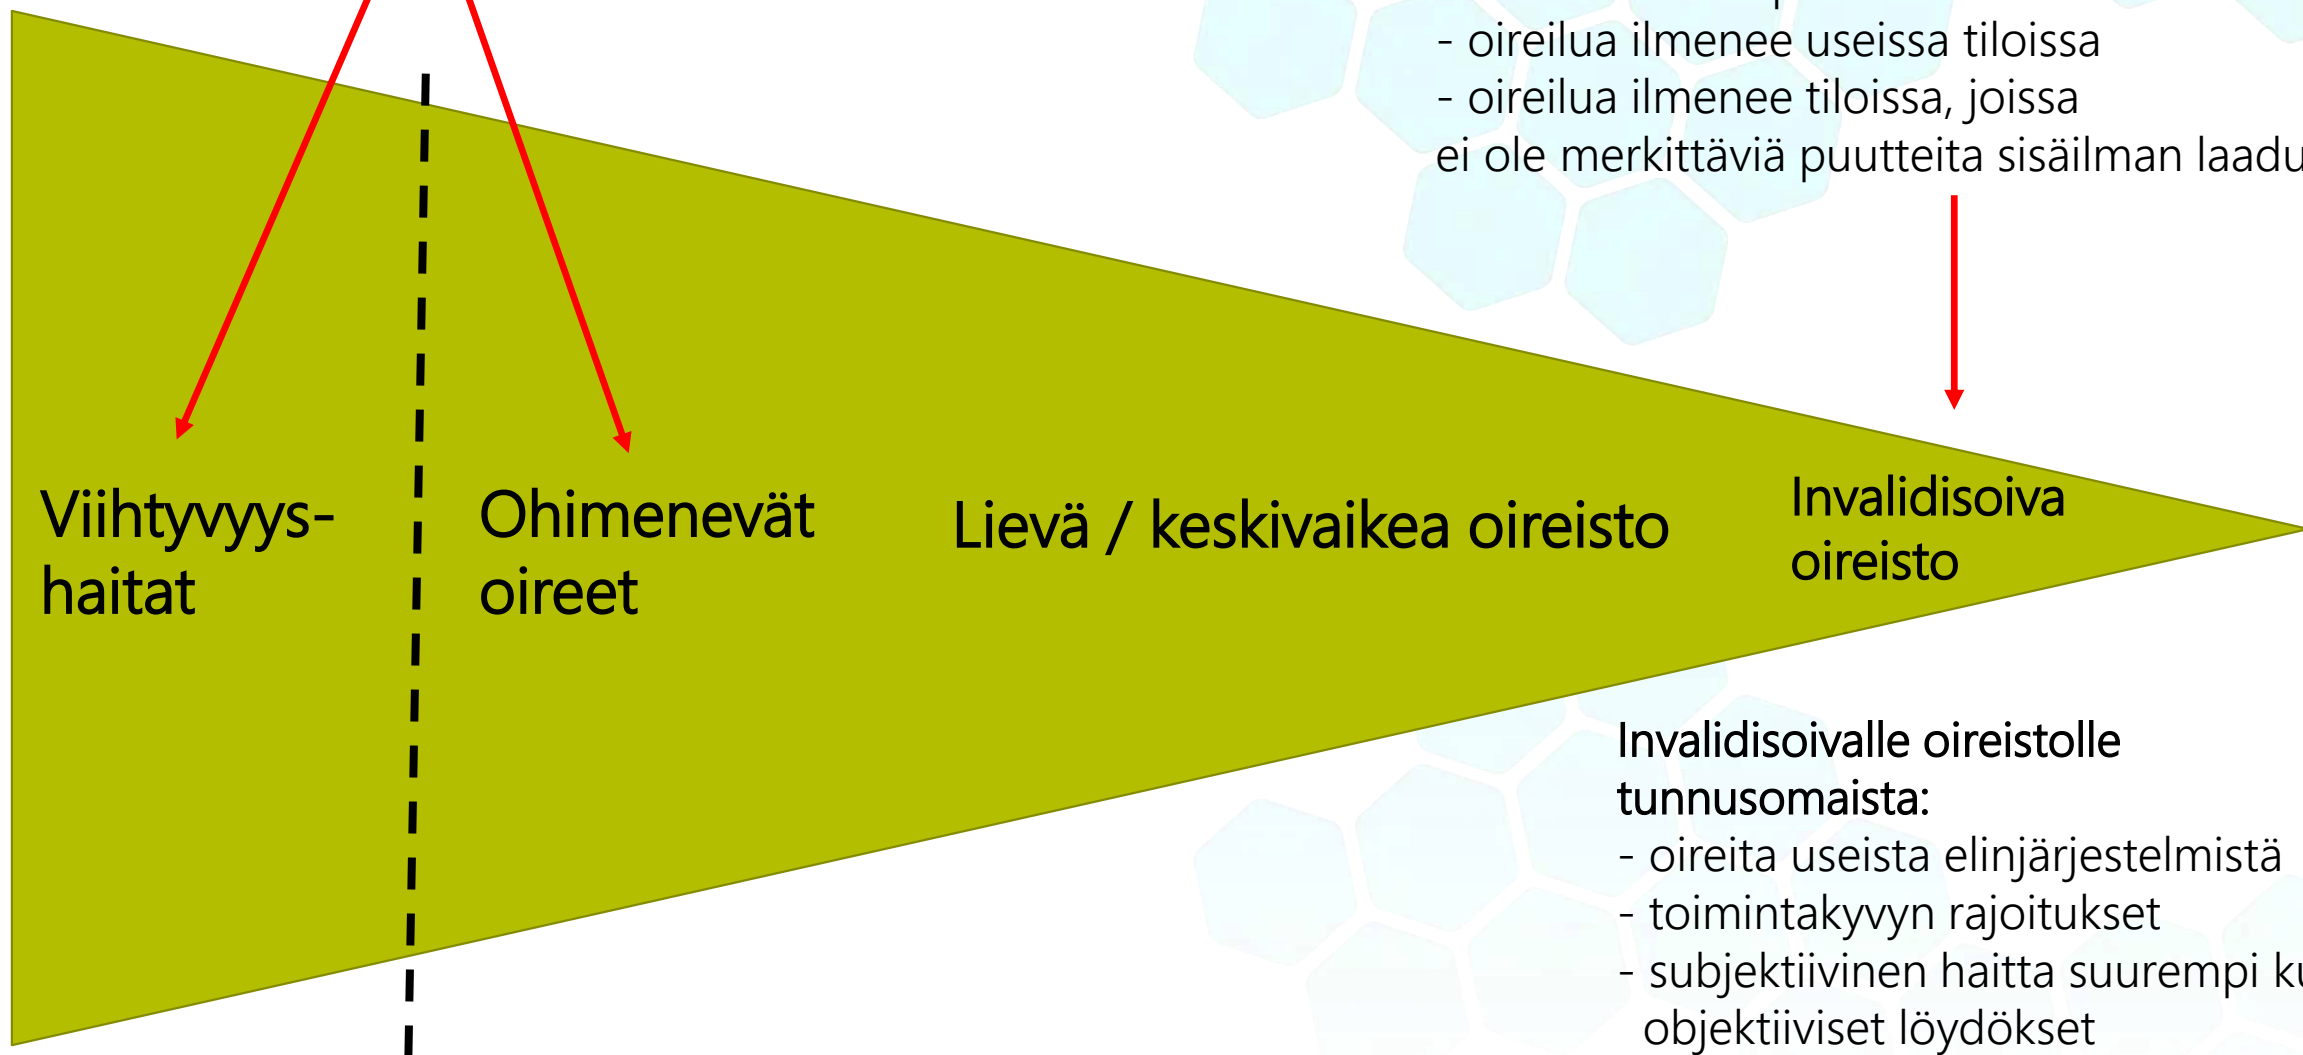 - oireilua ilmenee useissa tiloissa
- oireilua ilmenee tiloissa, joissa
ei ole merkittäviä puutteita sisäilman
Viihtyvyys-
haitat
Ohimenevät
oireet
Lievä / keskivaikea oireisto
Invalidisoiva
oireisto
Invalidisoivalle oireistolle
tunnusomaista:
- oireita useista elinjärjestelmistä
- toimintakyvyn rajoitukset
- subjektiivinen haitta suurempi
objektiiviset löydökset